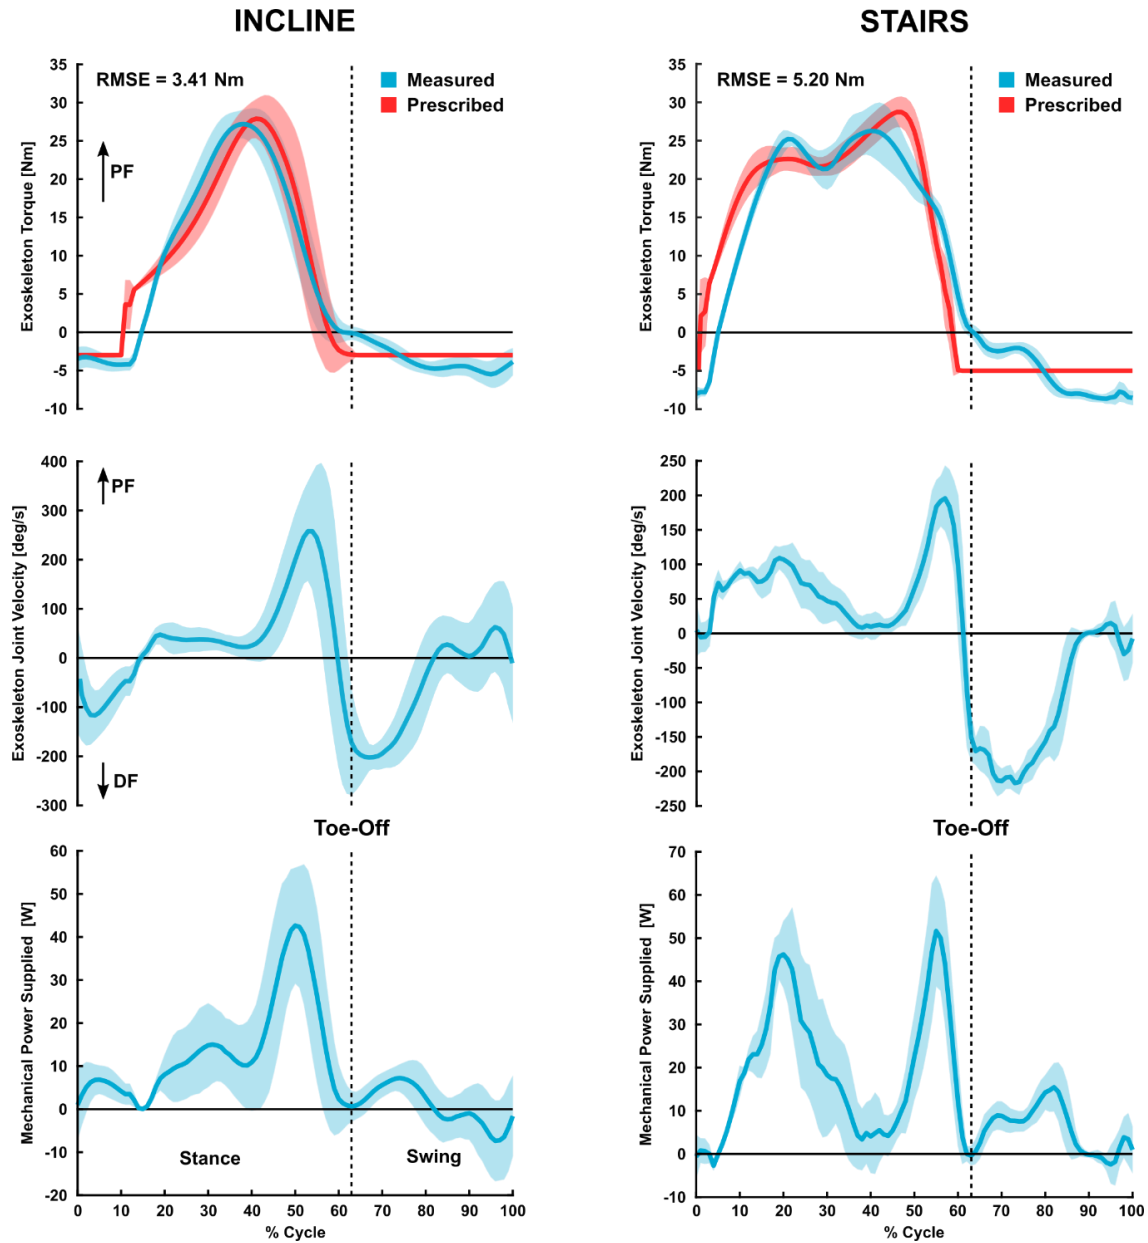 INCLINE
STAIRS
RMSE = 3.41 Nm
Measured
Prescribed
PF
Exoskeleton Torque [Nm]
35
30
25
20
15
10
5
0
-5
-10
RMSE = 5.20 Nm
Measured
Prescribed
Exoskeleton Torque [Nm]
35
30
25
20
15
10
5
0
-5
-10
PF
DF
Exoskeleton Joint Velocity [deg/s]
400
300
200
100
0
-100
-200
-300
Exoskeleton Joint Velocity [deg/s]
250
200
150
100
50
0
-50
-100
-150
-200
-250
Toe-Off
Toe-Off
Mechanical Power Supplied [W]
60
50
40
30
20
10
0
-10
-20
Stance
Swing
0 10 20 30 40 50 60 70 80 90 100
% Cycle
Mechanical Power Supplied [W]
70
60
50
40
30
20
10
0
-10
0 10 20 30 40 50 60 70 80 90 100
% Cycle